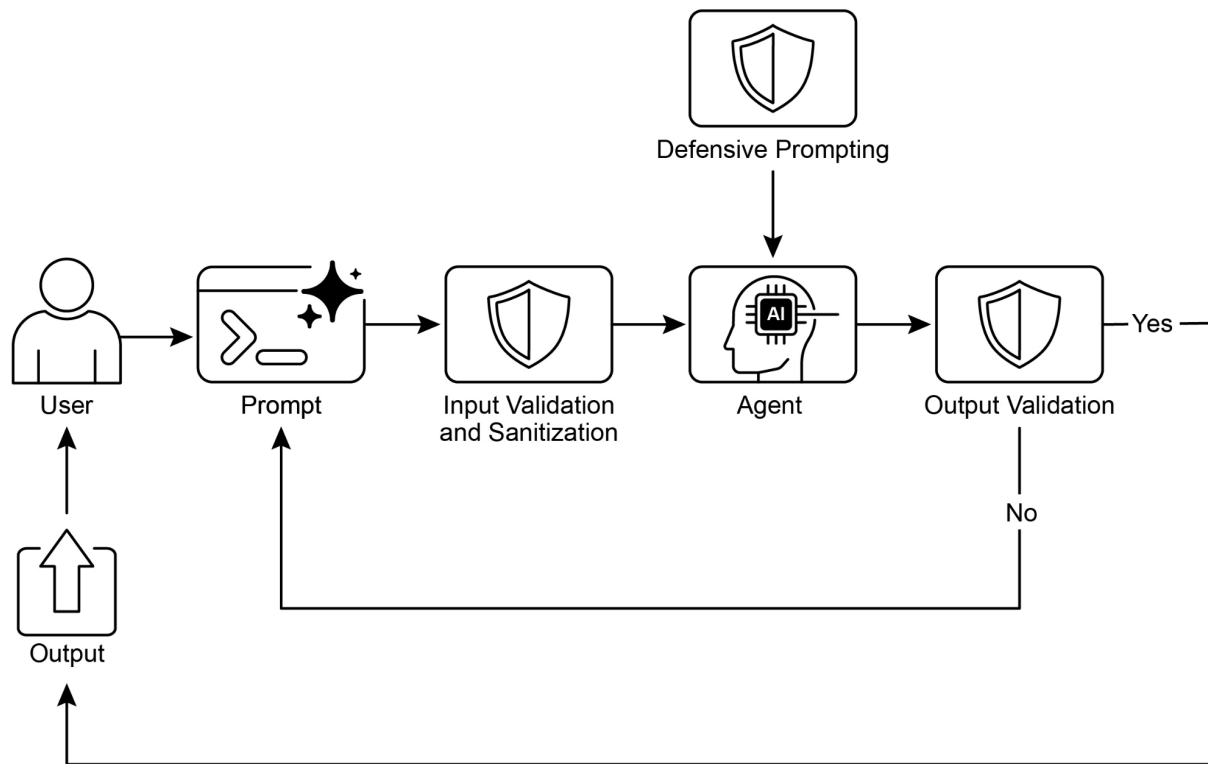 Defensive Prompting
AI
Yes
User
Prompt
Input Validation
and Sanitization
Agent
Output Validation
No
Output